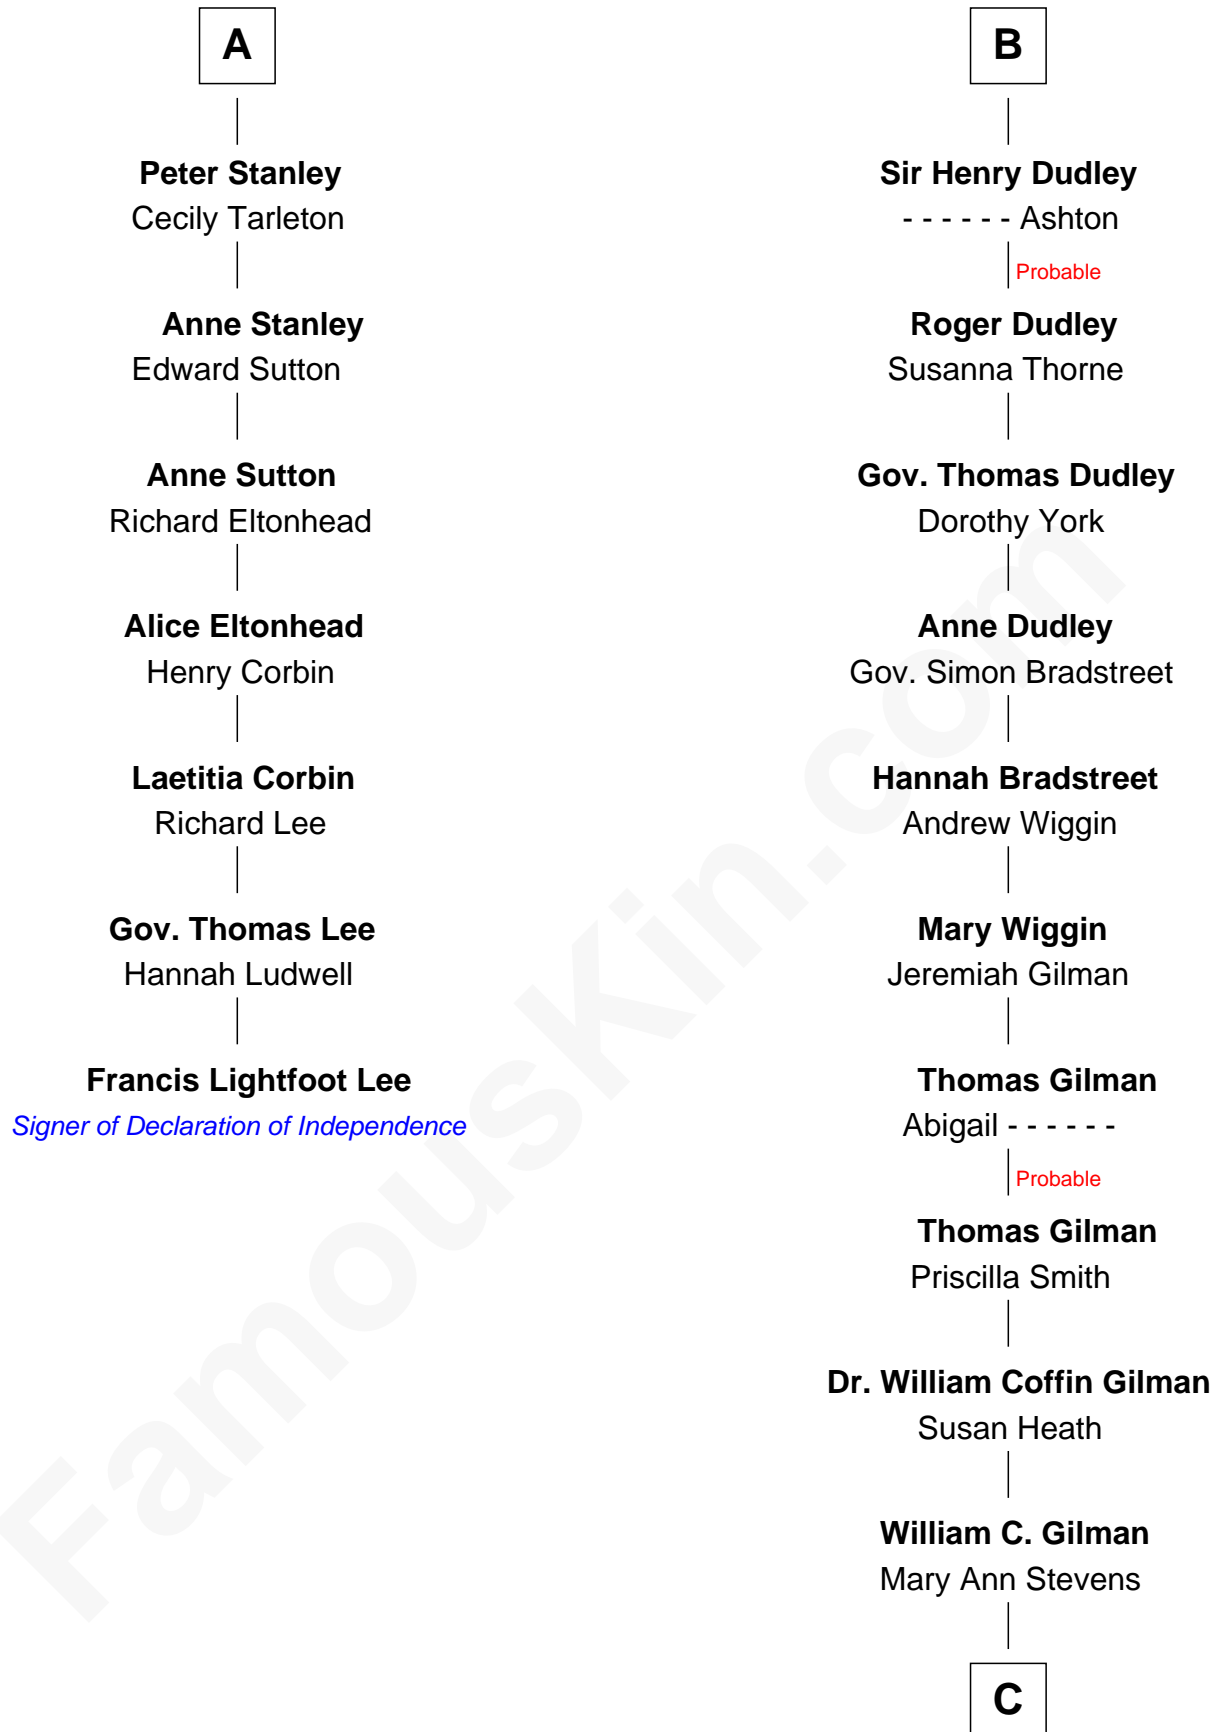 A
Peter Stanley
Cecily Tarleton
Anne Stanley
Edward Sutton
Anne Sutton
Richard Eltonhead
Alice Eltonhead
Henry Corbin
Laetitia Corbin
Richard Lee
Gov. Thomas Lee
Hannah Ludwell
Francis Lightfoot Lee
Signer of Declaration of Independence
B
Sir Henry Dudley
- - - - - - Ashton
Probable
Roger Dudley
Susanna Thorne
Gov. Thomas Dudley
Dorothy York
Anne Dudley
Gov. Simon Bradstreet
Hannah Bradstreet
Andrew Wiggin
Mary Wiggin
Jeremiah Gilman
Thomas Gilman
Abigail - - - - - -
Probable
Thomas Gilman
Priscilla Smith
Dr. William Coffin Gilman
Susan Heath
William C. Gilman
Mary Ann Stevens
C
FamousKin.com